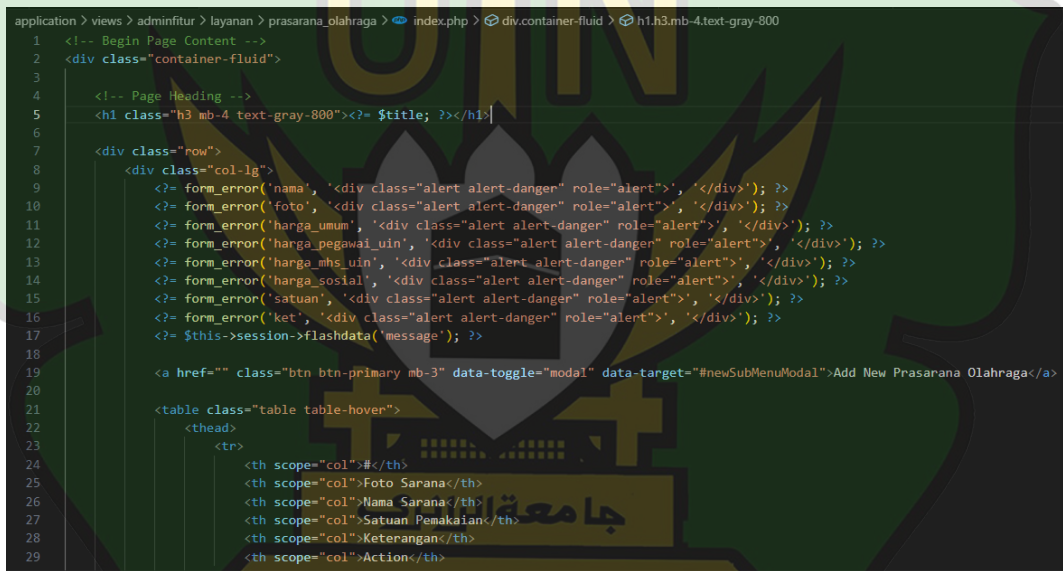 application > views > adminfitur > layanan > prasarana_olahraga > index.php > div.container-fluid > h1.h3.mb-4.text-gray-800
1 <!-- Begin Page Content -->
2 <div class="container-fluid">
3
4 <!-- Page Heading -->
5 <h1 class="h3 mb-4 text-gray-800"><?= $title; ?></h1>
6
7 <div class="row">
8 <div class="col-lg">
9 <?= form_error('nama', '<div class="alert alert-danger" role="alert">', '</div>'); ?>
10 <?= form_error('foto', '<div class="alert alert-danger" role="alert">', '</div>'); ?>
11 <?= form_error('harga_umum', '<div class="alert alert-danger" role="alert">', '</div>'); ?>
12 <?= form_error('harga_pegawai_uin', '<div class="alert alert-danger" role="alert">', '</div>'); ?>
13 <?= form_error('harga_mhs_uin', '<div class="alert alert-danger" role="alert">', '</div>'); ?>
14 <?= form_error('harga_sosial', '<div class="alert alert-danger" role="alert">', '</div>'); ?>
15 <?= form_error('satuan', '<div class="alert alert-danger" role="alert">', '</div>'); ?>
16 <?= form_error('ket', '<div class="alert alert-danger" role="alert">', '</div>'); ?>
17 <?= $this->session->flashdata('message'); ?>
18
19 <a href="" class="btn btn-primary mb-3" data-toggle="modal" data-target="#newSubMenuModal">Add New Prasarana Olahraga</a>
20
21 <table class="table table-hover">
22 <thead>
23 <tr>
24 <th scope="col">#</th>
25 <th scope="col">Foto Sarana</th>
26 <th scope="col">Nama Sarana</th>
27 <th scope="col">Satuan Pemakaian</th>
28 <th scope="col">Keterangan</th>
29 <th scope="col">Action</th>
UIN
جامعة الرانري